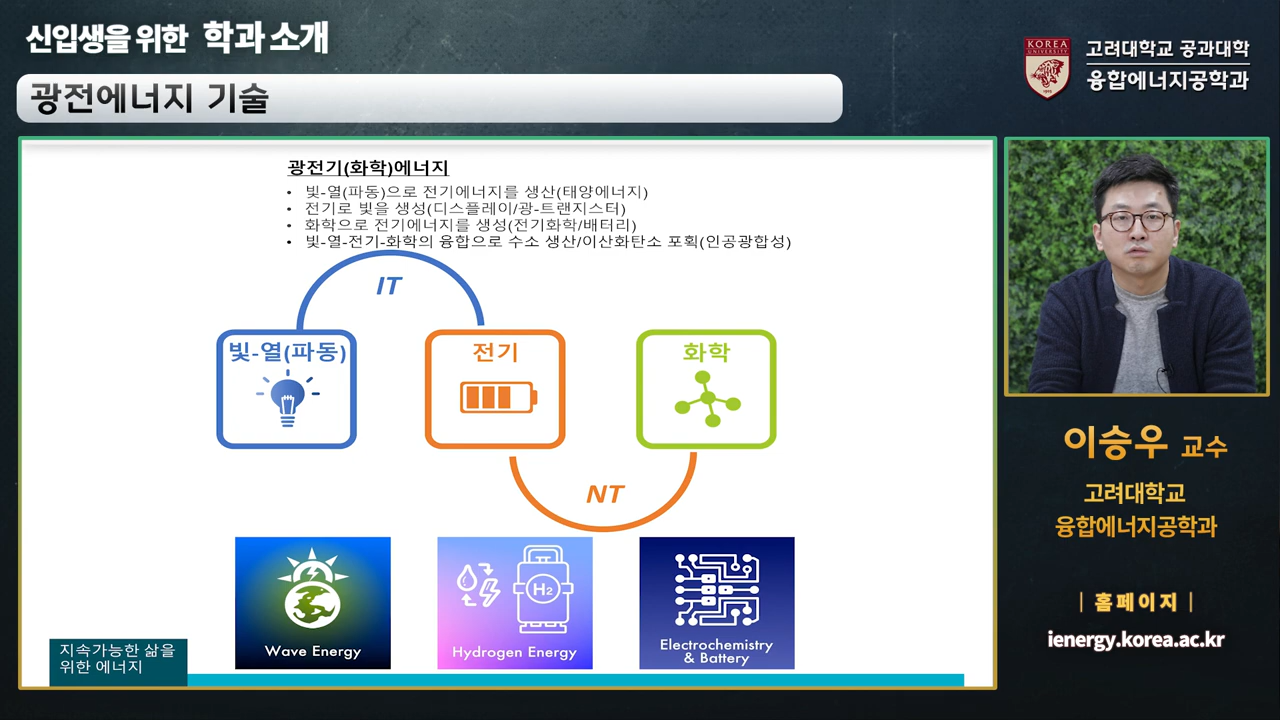 신입생을 위한 학과 소개
KOREA
UNIVERSITY
고려대학교 공과대학
융합에너지공학과
광전에너지 기술
광전기(화학)에너지
• 빛-열(파동)으로 전기에너지를 생산(태양에너지)
• 전기로 빛을 생성(디스플레이/광-트랜지스터)
• 화학으로 전기에너지를 생성(전기화학/배터리)
• 빛-열-전기-화학의 융합으로 수소 생산/이산화탄소 포획(인공광합성)
IT
빛-열(파동)
전기
화학
NT
Wave Energy
H2
Hydrogen Energy
Electrochemistry
& Battery
지속가능한 삶을
위한 에너지
이승우 교수
고려대학교
융합에너지공학과
| 홈페이지 |
ienergy.korea.ac.kr